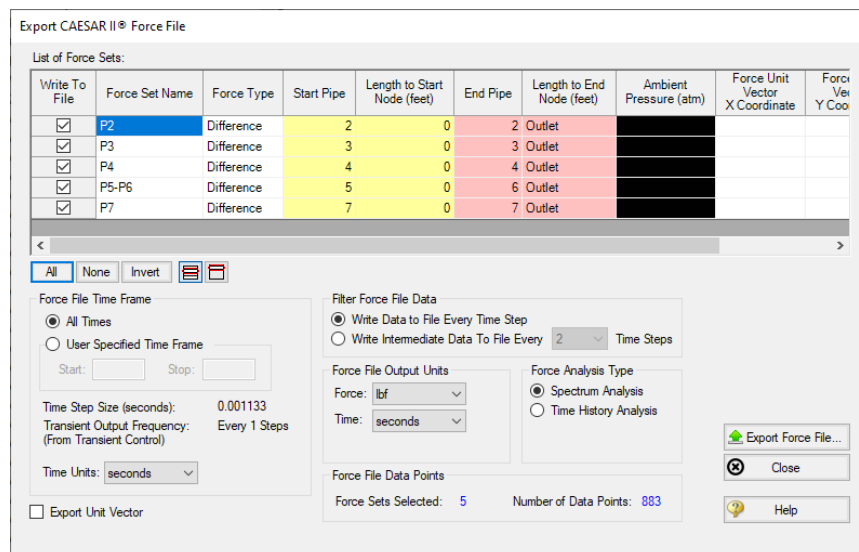 Export CAESAR II® Force File
List of Force Sets:
Write To File Force Set Name Force Type Start Pipe Length to Start Node (feet) End Pipe Length to End Node (feet) Ambient Pressure (atm) Force Unit Vector X Coordinate Force
P2 Difference 2 0 2 Outlet
P3 Difference 3 0 3 Outlet
P4 Difference 4 0 4 Outlet
P5-P6 Difference 5 0 6 Outlet
P7 Difference 7 0 7 Outlet
All None Invert
Force File Time Frame
All Times
User Specified Time Frame
Start: Stop:
Time Step Size (seconds): 0.001133
Transient Output Frequency: Every 1 Steps
(From Transient Control)
Time Units: seconds
Export Unit Vector
Filter Force File Data
Write Data to File Every Time Step
Write Intermediate Data To File Every 2 Time Steps
Force File Output Units
Force: lbf
Time: seconds
Force Analysis Type
Spectrum Analysis
Time History Analysis
Force File Data Points
Force Sets Selected: 5 Number of Data Points: 883
Export Force File...
Close
Help